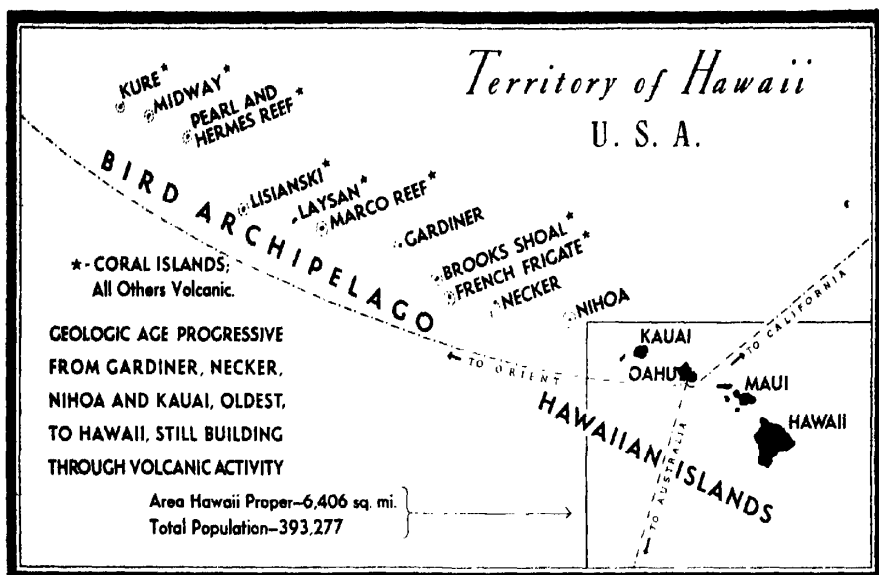 Territory of Hawaii
U. S. A.
KURE*
MIDWAY*
PEARL AND
HERMES REEF*
BIRD ARCHIPELAGO
LISIANSKI*
LAYSAN*
MARCO REEF*
GARDINER
BROOKS SHOAL*
FRENCH FRIGATE*
NECKER
NIHOA
*-CORAL ISLANDS;
All Others Volcanic.
GEOLOGIC AGE PROGRESSIVE
FROM GARDINER, NECKER,
NIHOA AND KAUAI, OLDEST,
TO HAWAII, STILL BUILDING
THROUGH VOLCANIC ACTIVITY
Area Hawaii Proper–6,406 sq. mi.
Total Population–393,277
TO ORIENT
TO CALIFORNIA
TO AUSTRALIA
KAUAI
OAHU
MAUI
HAWAII
HAWAIIAN ISLANDS